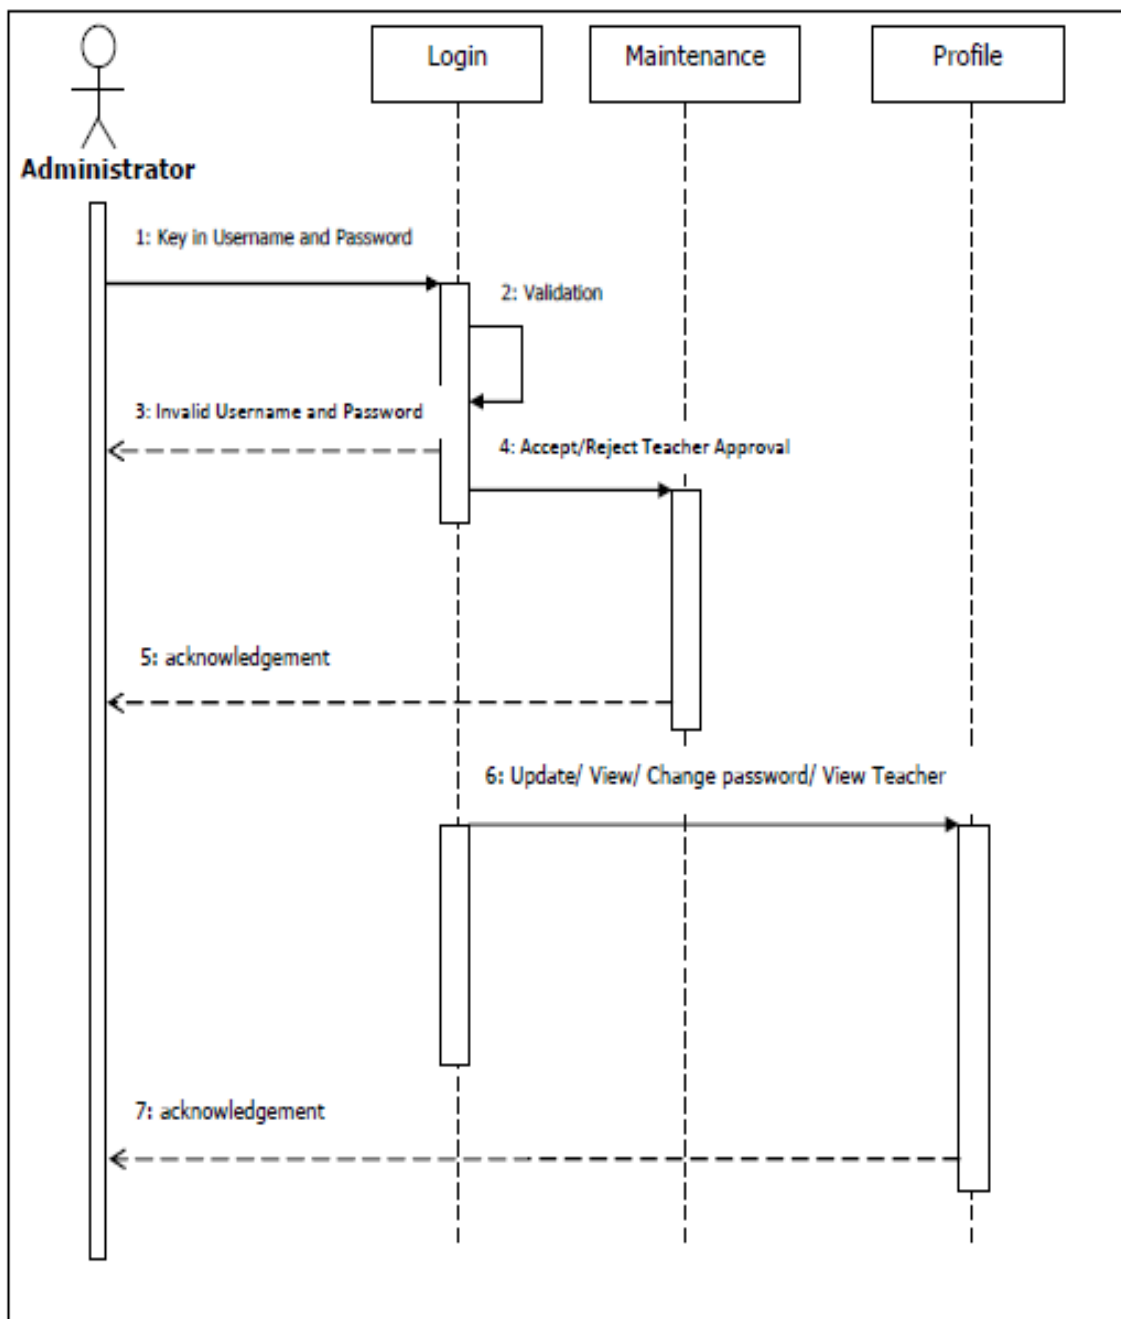 Login
Maintenance
Profile
Administrator
1: Key in Username and Password
2: Validation
3: Invalid Username and Password
4: Accept/Reject Teacher Approval
5: acknowledgement
6: Update/ View/ Change password/ View Teacher
7: acknowledgement